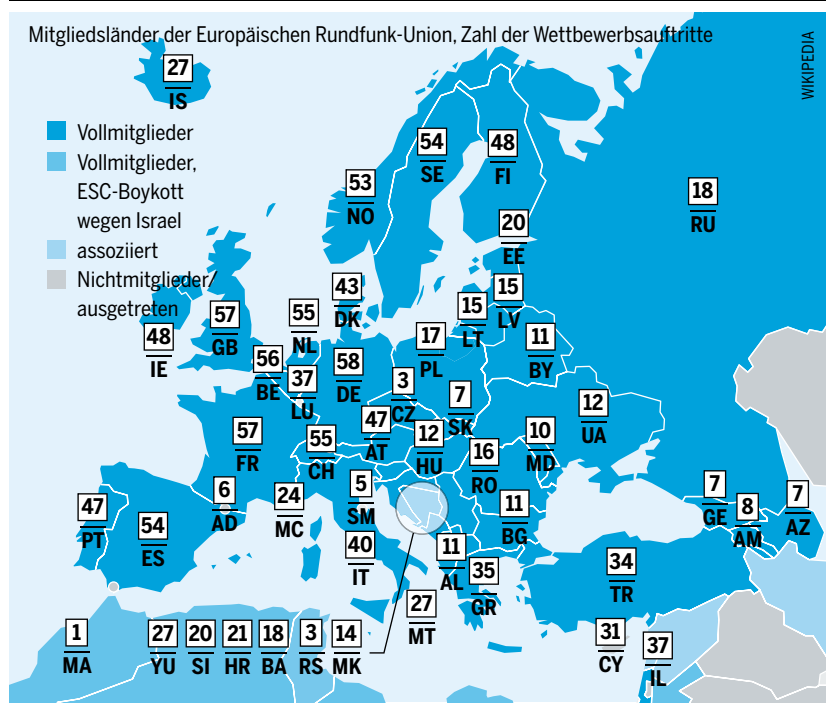 Mitgliedsländer der Europäischen Rundfunk-Union, Zahl der Wettbewerbsauftritte
WIKIPEDIA
27
IS
Vollmitglieder
Vollmitglieder,
ESC-Boykott
wegen Israel
assoziiert
Nichtmitglieder/
ausgetreten
54
SE
48
FI
53
NO
18
RU
20
EE
43
DK
15
LV
15
LT
57
GB
55
NL
48
IE
17
PL
11
BY
56
BE
58
DE
37
LU
3
CZ
7
SK
12
UA
57
FR
55
CH
47
AT
12
HU
10
MD
16
RO
6
AD
24
MC
5
SM
47
PT
54
ES
11
BG
7
GE
8
AM
7
AZ
40
IT
11
AL
35
GR
34
TR
27
MT
31
CY
37
IL
1
MA
27
YU
20
SI
21
HR
18
BA
3
RS
14
MK